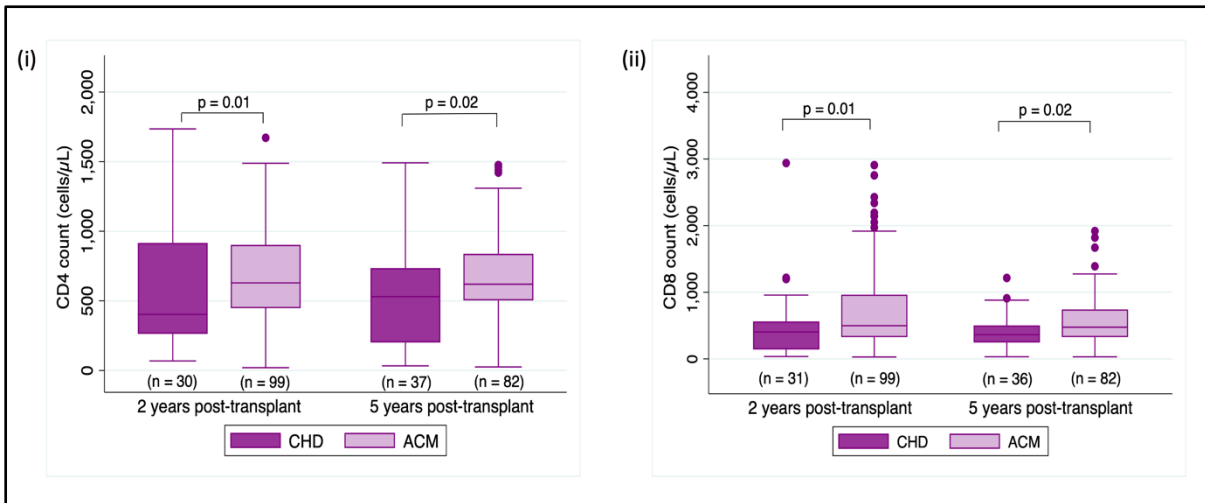 (i)
CD4 count (cells/µL)
2,000
1,500
1,000
500
0
p = 0.01
p = 0.02
(n = 30) (n = 99) (n = 37) (n = 82)
2 years post-transplant 5 years post-transplant
CHD ACM
(ii)
CD8 count (cells/µL)
4,000
3,000
2,000
1,000
0
p = 0.01
p = 0.02
(n = 31) (n = 99) (n = 36) (n = 82)
2 years post-transplant 5 years post-transplant
CHD ACM